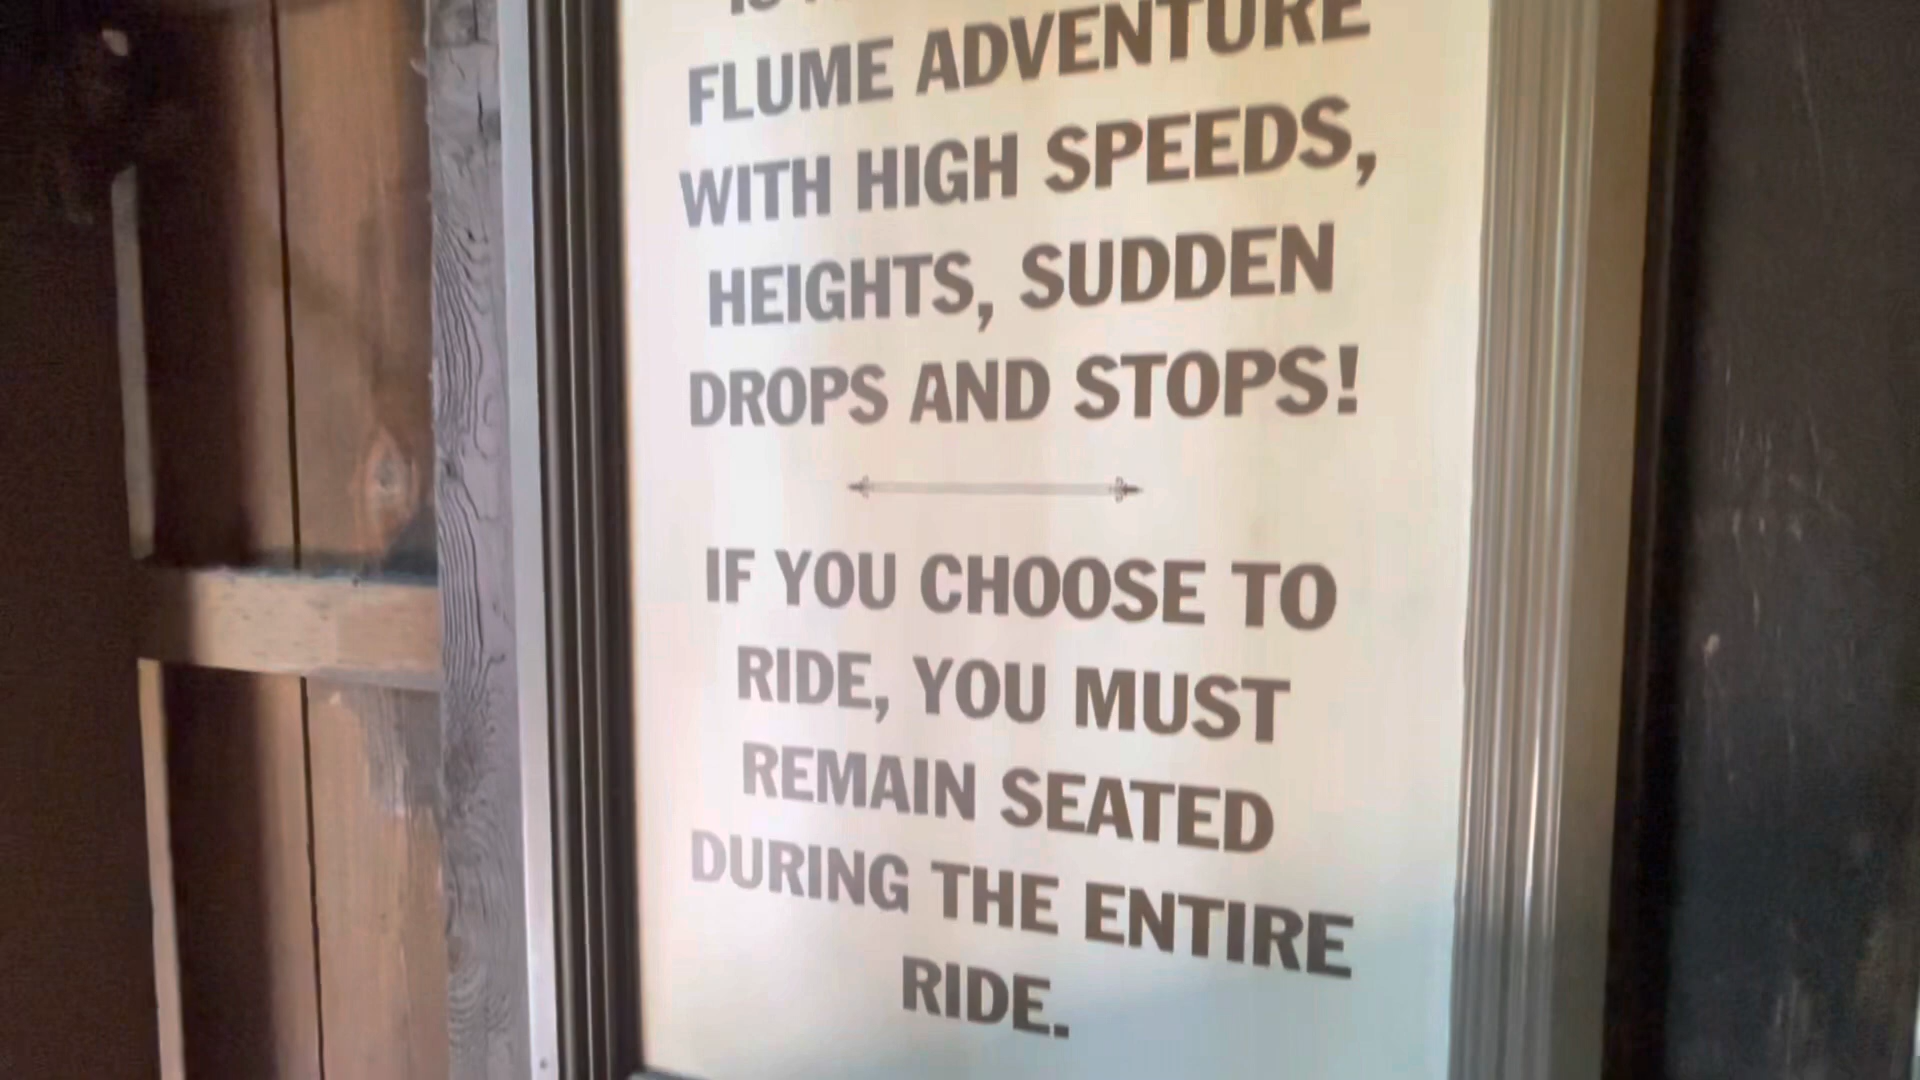 FLUME ADVENTURE
WITH HIGH SPEEDS,
HEIGHTS, SUDDEN
DROPS AND STOPS!
IF YOU CHOOSE TO
RIDE, YOU MUST
REMAIN SEATED
DURING THE ENTIRE
RIDE.